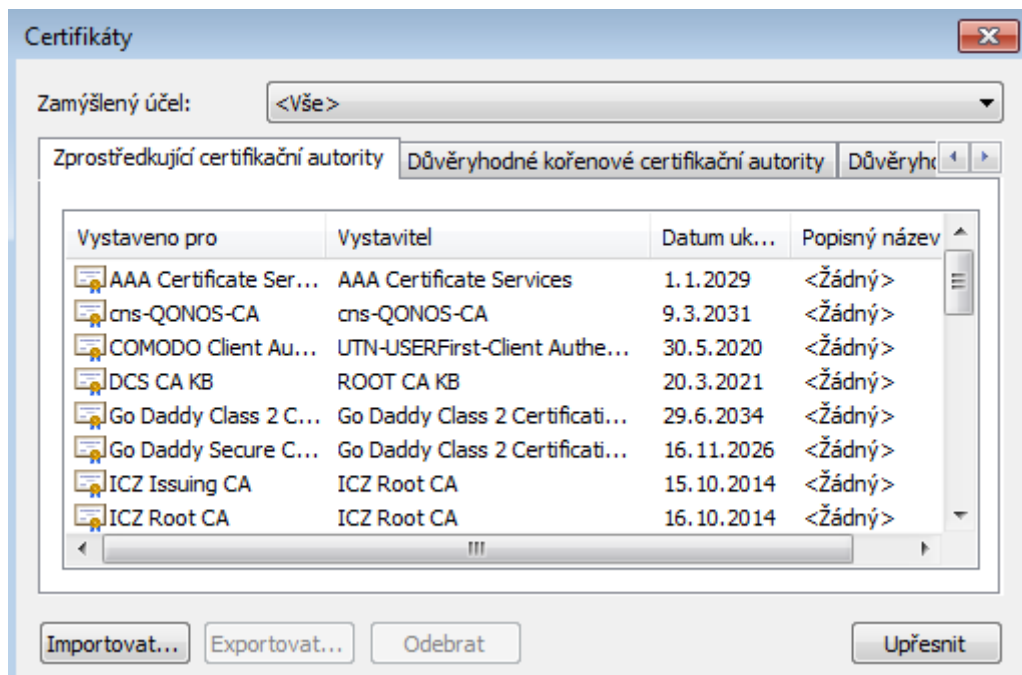 Certifikáty
Zamýšlený účel: <Vše>
Zprostředkující certifikační autority Důvěryhodné kořenové certifikační autority Důvěryho
Vystaveno pro Vystavitel Datum uk... Popisný název
AAA Certificate Ser... AAA Certificate Services 1.1.2029 <Žádný>
cns-QONOS-CA cns-QONOS-CA 9.3.2031 <Žádný>
COMODO Client Au... UTN-USERFirst-Client Authe... 30.5.2020 <Žádný>
DCS CA KB ROOT CA KB 20.3.2021 <Žádný>
Go Daddy Class 2 C... Go Daddy Class 2 Certificati... 29.6.2034 <Žádný>
Go Daddy Secure C... Go Daddy Class 2 Certificati... 16.11.2026 <Žádný>
ICZ Issuing CA ICZ Root CA 15.10.2014 <Žádný>
ICZ Root CA ICZ Root CA 16.10.2014 <Žádný>
Importovat... Exportovat... Odebrat Upřesnit